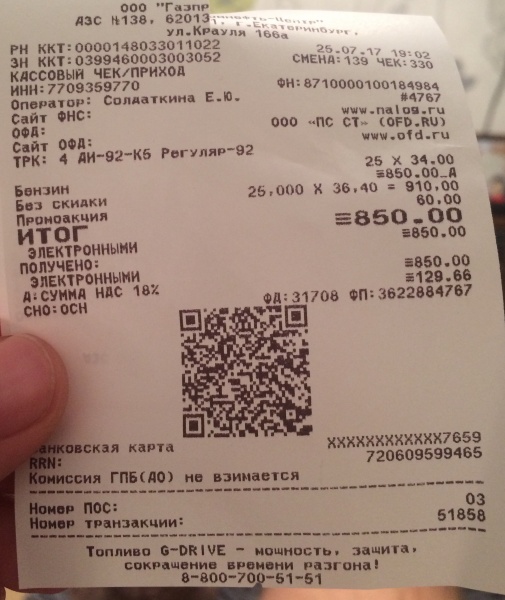 ООО "Газпр
АЗС №138, 62013
г. Екатеринбург,
ул.Крауля 168а
РН ККТ:0000148033011022 25.07.17 19:02
ЗН ККТ:0399460003003052 СМЕНА:139 ЧЕК:330
КАССОВЫЙ ЧЕК/ПРИХОД
ИНН:7709359770 ФН:8710000100184984
Оператор: Солдаткина Е.Ю. #4767
Сайт ФНС: www.nalog.ru
ОФД: ООО «ПС СТ» (OFD.RU)
Сайт ОФД: www.ofd.ru
ТРК: 4 АИ-92-К5 Регуляр-92
25 X 34.00
Бензин ≡850.00_А
Без скидки 25,000 X 36,40 = 910,00
Промоакция 60,00
ИТОГ ≡850.00
ЭЛЕКТРОННЫМИ ≡850.00
ПОЛУЧЕНО:
ЭЛЕКТРОННЫМИ ≡850.00
А:СУММА НДС 18% ≡129.66
СНО:ОСН ФД:31708 ФП:3622884767
Банковская карта XXXXXXXXXXXX7659
RRN: 720609599465
Комиссия ГПБ(АО) не взимается
Номер ПОС: 03
Номер транзакции: 51858
Топливо G-DRIVE - мощность, защита,
сокращение времени разгона!
8-800-700-51-51